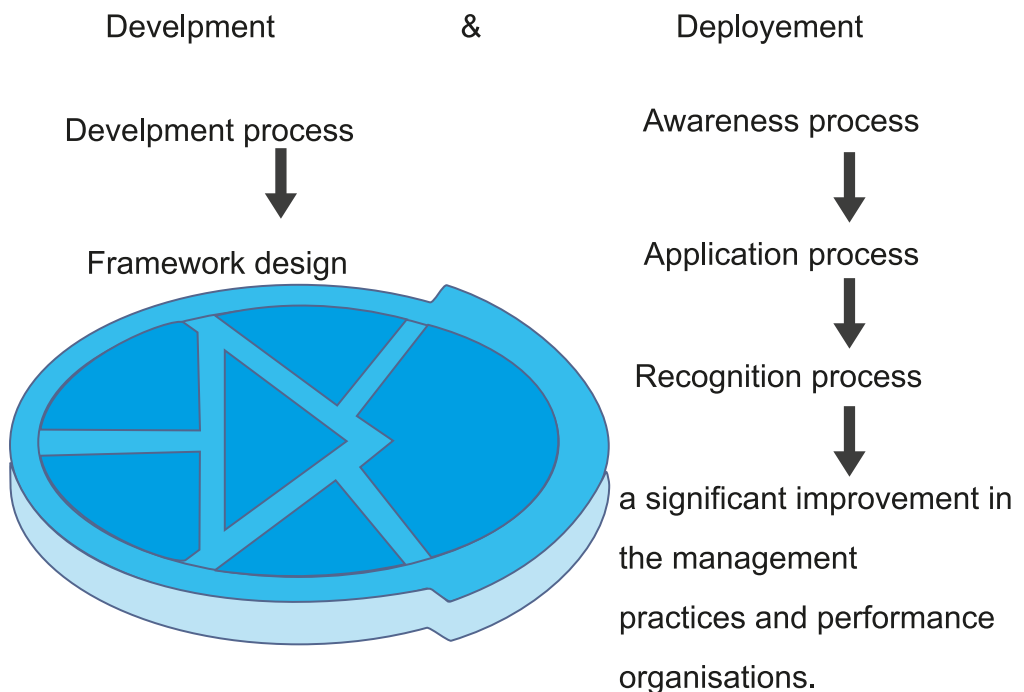 Develpment & Deployement
Develpment process
Framework design
Awareness process
Application process
Recognition process
a significant improvement in
the management
practices and performance
organisations.